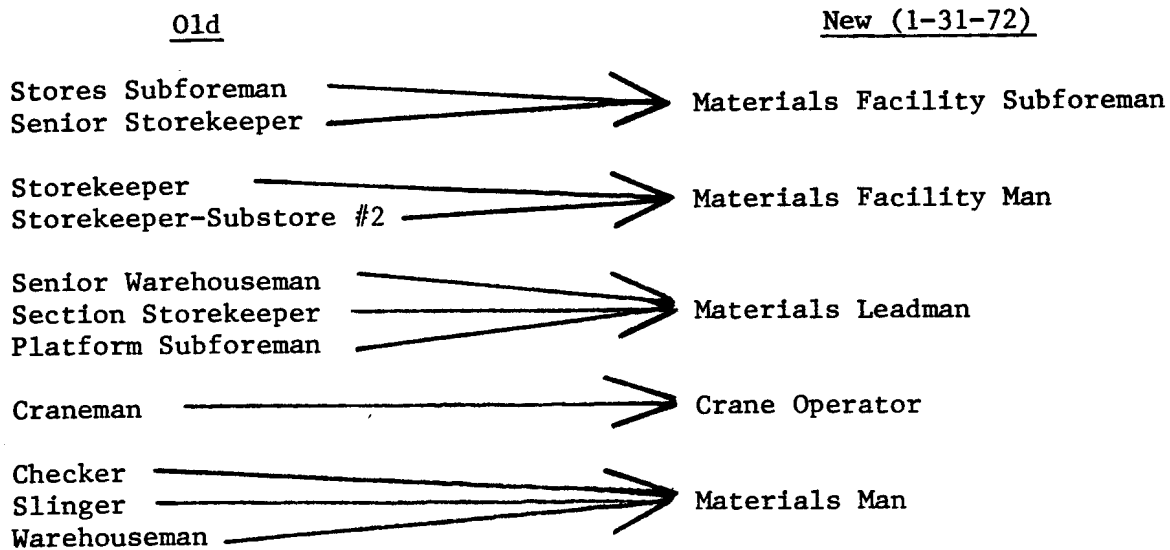 Old
New (1-31-72)
Stores Subforeman
Senior Storekeeper
Materials Facility Subforeman
Storekeeper
Storekeeper-Substore #2
Materials Facility Man
Senior Warehouseman
Section Storekeeper
Platform Subforeman
Materials Leadman
Craneman
Crane Operator
Checker
Slinger
Warehouseman
Materials Man